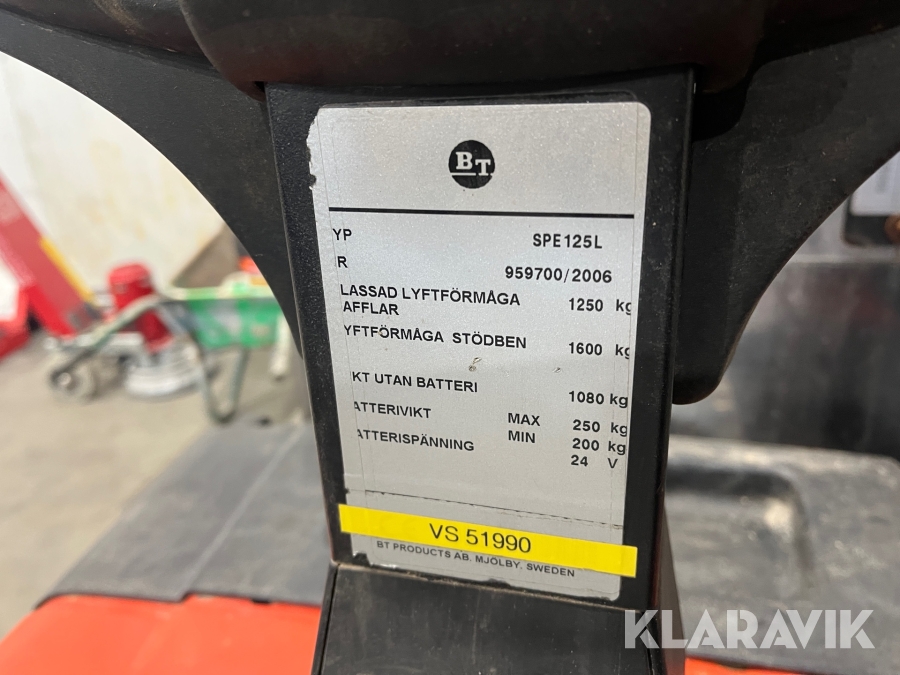 BT
YP SPE125L
R 959700/2006
LASSAD LYFTFÖRMÅGA 1250 kg
AFFLAR
YFTFÖRMÅGA STÖDBEN 1600 kg
KT UTAN BATTERI 1080 kg
ATTERIVIKT MAX 250 kg
MIN 200 kg
ATTERISPÄNNING 24 V
VS 51990
BT PRODUCTS AB. MJOLBY, SWEDEN
KLARAVIK